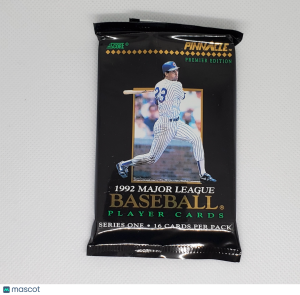 SCORE PINNACLE
PREMIER EDITION
23
1992 MAJOR LEAGUE
BASEBALL®
PLAYER CARDS
SERIES ONE • 16 CARDS PER PACK
m mascot